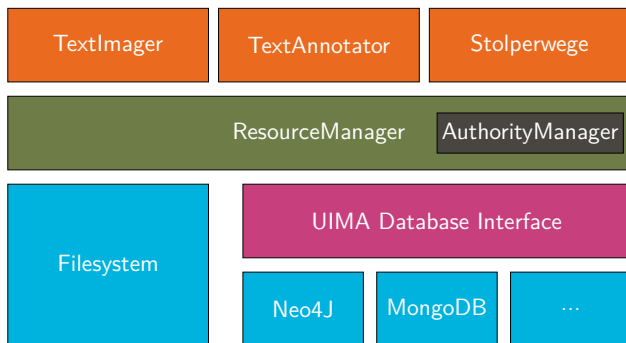 TextImager
TextAnnotator
Stolperwege
ResourceManager
AuthorityManager
Filesystem
UIMA Database Interface
Neo4J
MongoDB
...